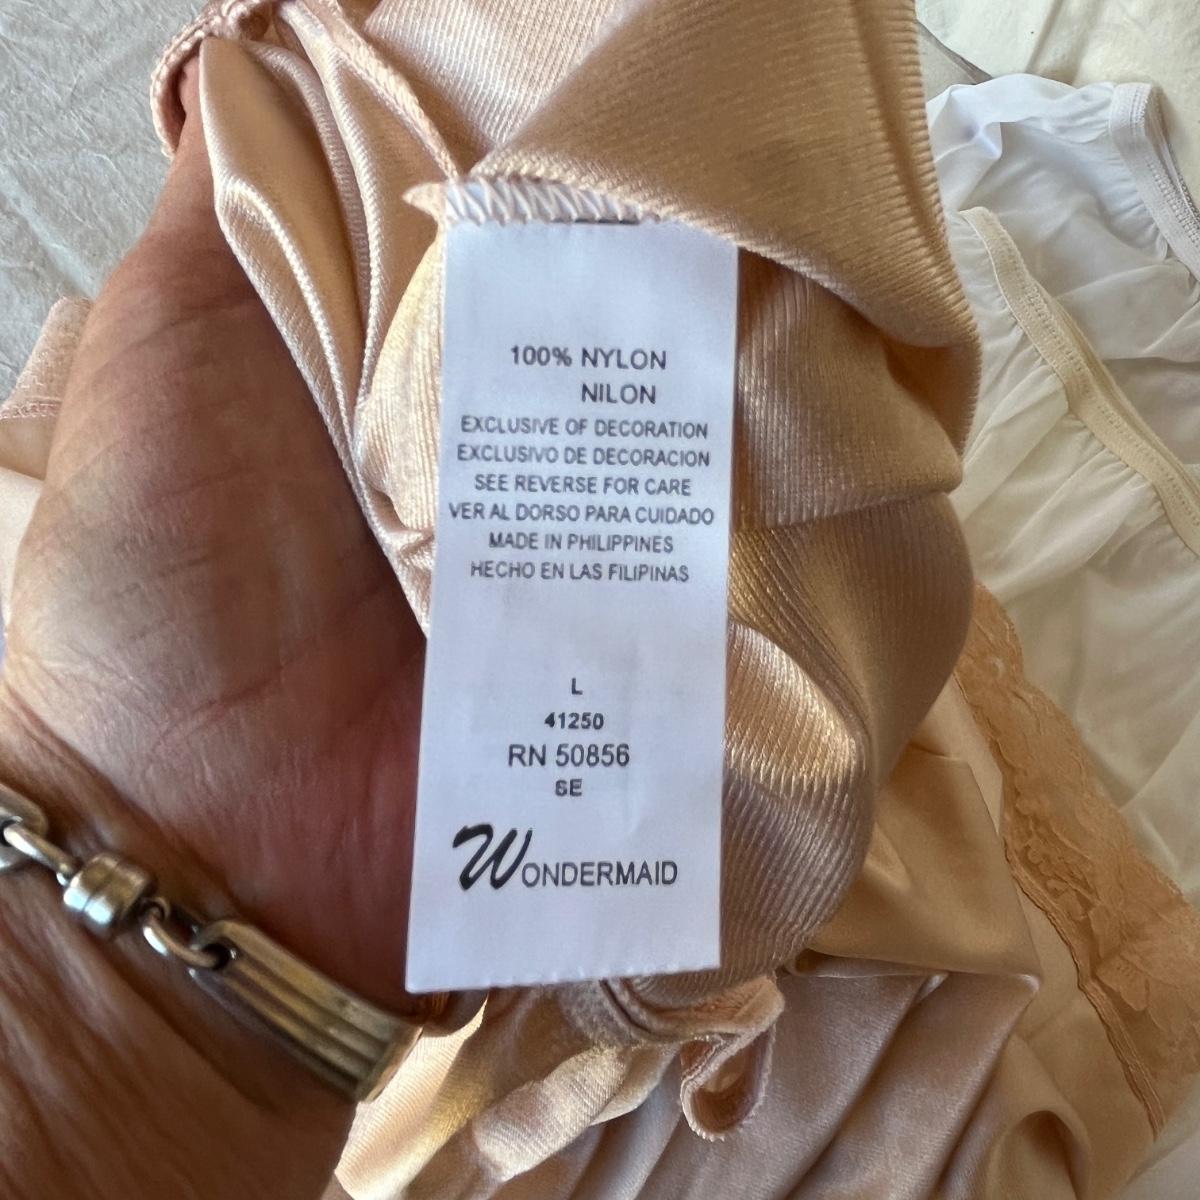 100% NYLON
NILON
EXCLUSIVE OF DECORATION
EXCLUSIVO DE DECORACION
SEE REVERSE FOR CARE
VER AL DORSO PARA CUIDADO
MADE IN PHILIPPINES
HECHO EN LAS FILIPINAS
L
41250
RN 50856
SE
WONDERMAID